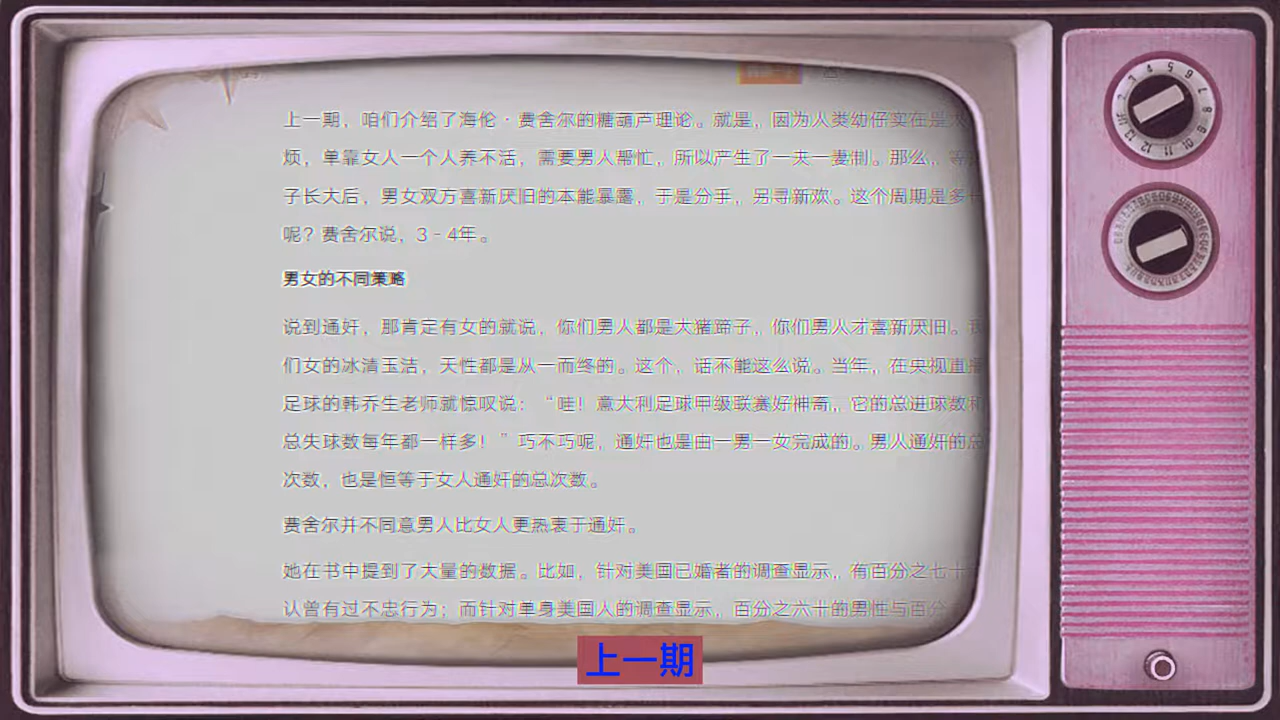 上一期，咱们介绍了海伦·费舍尔的糖葫芦理论。就是，因为人类幼仔实在是太
烦，单靠女人一个人养不活，需要男人帮忙，所以产生了一夫一妻制。那么，等
子长大后，男女双方喜新厌旧的本能暴露，于是分手，另寻新欢。这个周期是多
呢？费舍尔说，3-4年。
男女的不同策略
说到通奸，那肯定有女的就说，你们男人都是大猪蹄子，你们男人才喜新厌旧。我
们女的冰清玉洁，天性都是从一而终的。这个，话不能这么说。当年，在央视直播
足球的韩乔生老师就惊叹说：“哇！意大利足球甲级联赛好神奇，它的总进球数和
总失球数每年都一样多！”巧不巧呢，通奸也是由一男一女完成的。男人通奸的总
次数，也是恒等于女人通奸的总次数。
费舍尔并不同意男人比女人更热衷于通奸。
她在书中提到了大量的数据。比如，针对美国已婚者的调查显示，有百分之七十
认曾有过不忠行为；而针对单身美国人的调查显示，百分之六十的男性与百分
上一期